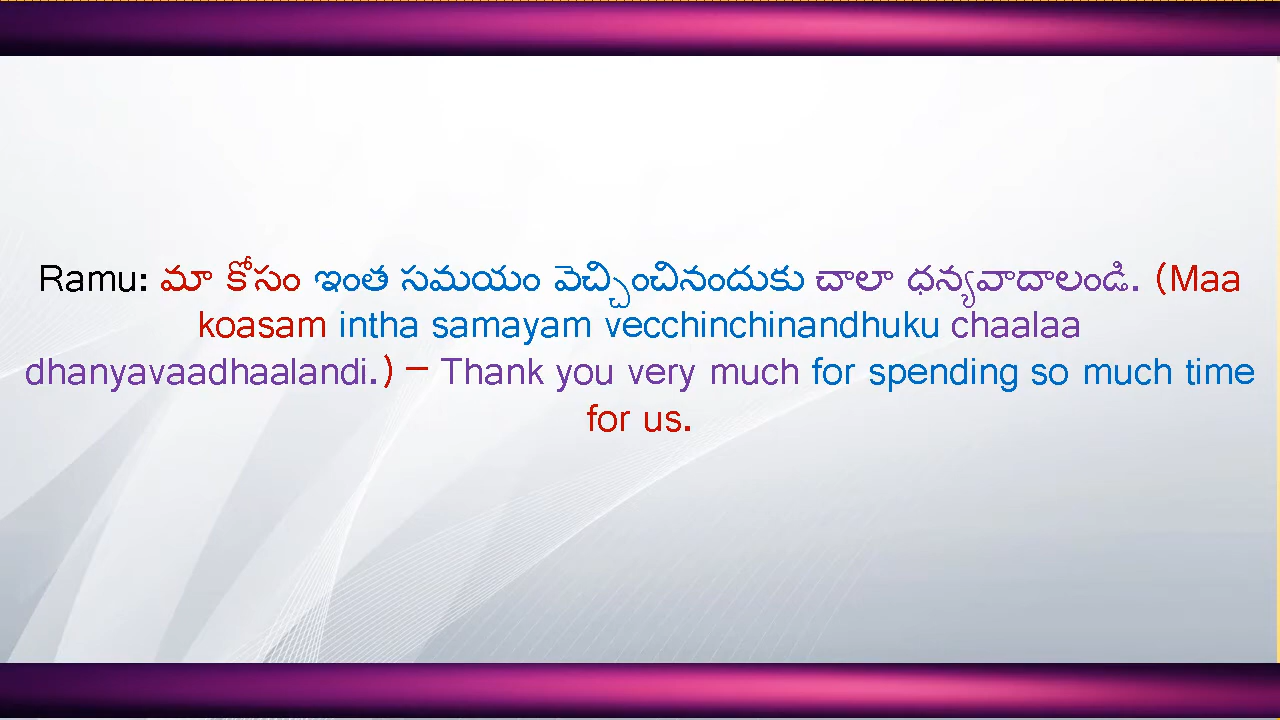 Ramu: మా కోసం ఇంత సమయం వెచ్చించినందుకు చాలా ధన్యవాదాలండి. (Maa
koasam intha samayam vecchinchinandhuku chaalaa
dhanyavaadhaalandi.) – Thank you very much for spending so much time
for us.